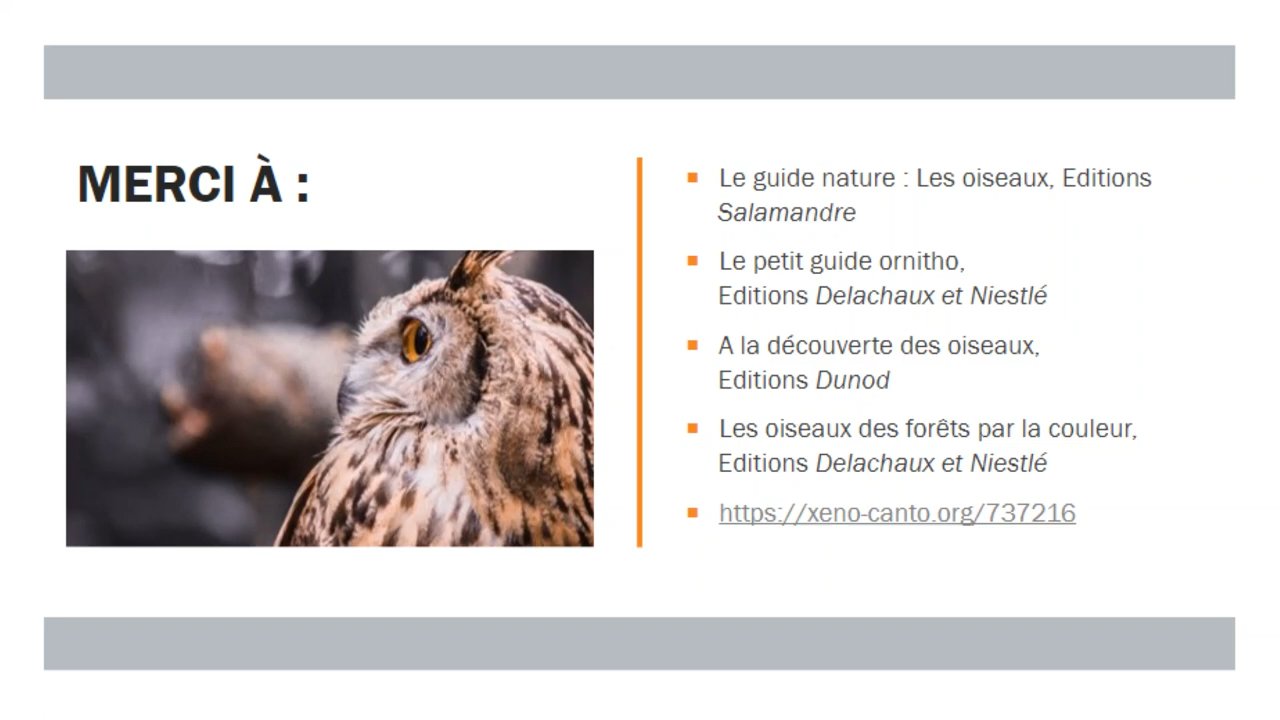 MERCI À :
Le guide nature : Les oiseaux, Editions
Salamandre
Le petit guide ornitho,
Editions Delachaux et Niestlé
A la découverte des oiseaux,
Editions Dunod
Les oiseaux des forêts par la couleur,
Editions Delachaux et Niestlé
https://xeno-canto.org/737216